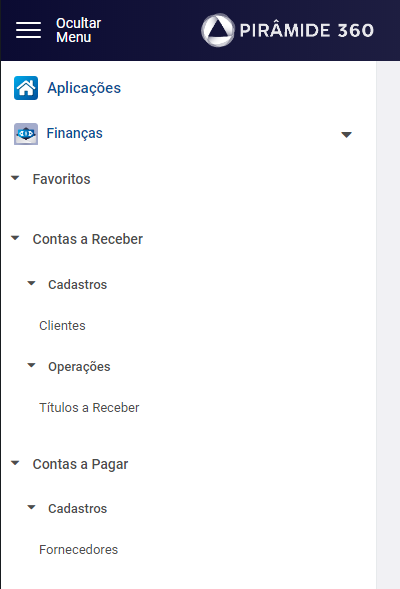 Ocultar
Menu
PIRÂMIDE 360
Aplicações
Finanças
Favoritos
Contas a Receber
Cadastros
Clientes
Operações
Títulos a Receber
Contas a Pagar
Cadastros
Fornecedores